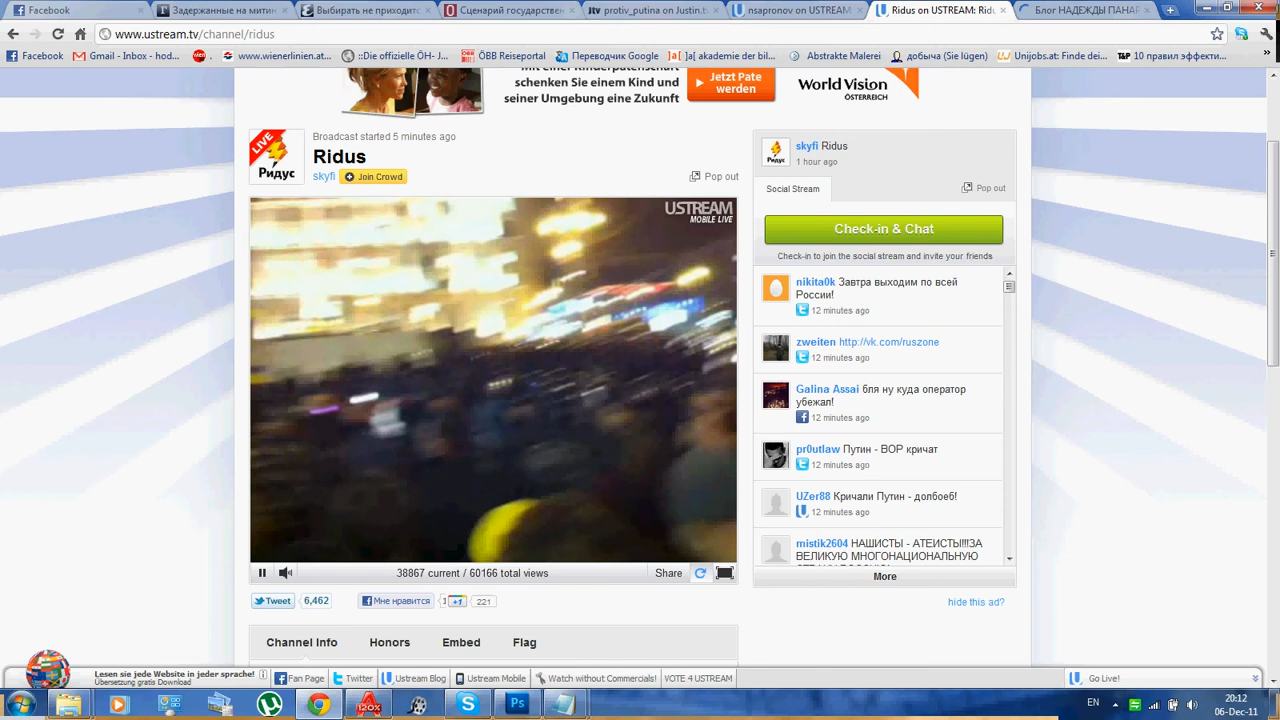 Facebook
Задержанные на митин
Выбирать не приходитс
Сценарий государствен
protiv_putina on Justin.tv
nsapronov on USTREAM
Ridus on USTREAM: Rid
Блог НАДЕЖДЫ ПАНАР
www.ustream.tv/channel/ridus
Facebook
Gmail - Inbox - hod...
wien
www.wienerlinien.at...
::Die offizielle ÖH- J...
ÖBB Reiseportal
Переводчик Google
]a[ akademie der bil...
Abstrakte Malerei
добыча (Sie lügen)
Unijobs.at: Finde dei...
10 правил эффекти...
schenken Sie einem Kind und
seiner Umgebung eine Zukunft
Jetzt Pate
werden
World Vision
ÖSTERREICH
LIVE
Ридус
Broadcast started 5 minutes ago
Ridus
skyfi
Join Crowd
Pop out
USTREAM
MOBILE LIVE
38867 current / 60166 total views
Share
Tweet
6,462
Мне нравится
+1
221
Channel Info
Honors
Embed
Flag
Ридус
skyfi Ridus
1 hour ago
Social Stream
Pop out
Check-in & Chat
Check-in to join the social stream and invite your friends
nikita0k Завтра выходим по всей
России!
12 minutes ago
zweiten http://vk.com/ruszone
12 minutes ago
Galina Assai бля ну куда оператор
убежал!
12 minutes ago
pr0utlaw Путин - ВОР кричат
12 minutes ago
UZer88 Кричали Путин - долбоеб!
12 minutes ago
mistik2604 НАШИСТЫ - АТЕИСТЫ!!!ЗА
ВЕЛИКУЮ МНОГОНАЦИОНАЛЬНУЮ
More
hide this ad?
Lesen sie jede Website in jeder sprache!
Übersetzung gratis Download
Fan Page
Twitter
Ustream Blog
Ustream Mobile
Watch without Commercials!
VOTE 4 USTREAM
Go Live!
EN
20:12
06-Dec-11